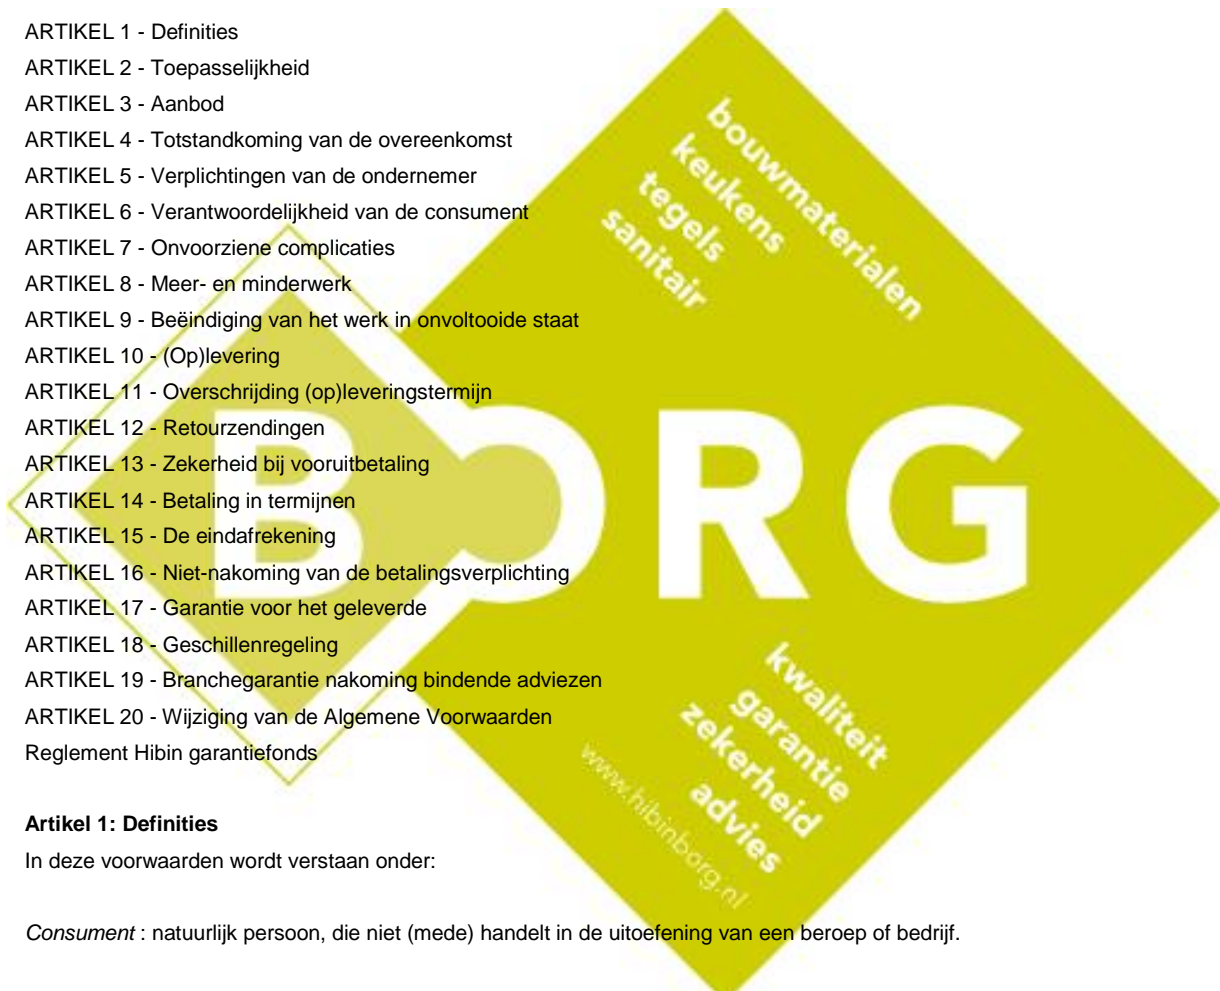 ARTIKEL 1 - Definities
ARTIKEL 2 - Toepasselijkheid
ARTIKEL 3 - Aanbod
ARTIKEL 4 - Totstandkoming van de overeenkomst
ARTIKEL 5 - Verplichtingen van de ondernemer
ARTIKEL 6 - Verantwoordelijkheid van de consument
ARTIKEL 7 - Onvoorziene complicaties
ARTIKEL 8 - Meer- en minderwerk
ARTIKEL 9 - Beëindiging van het werk in onvoltooide staat
ARTIKEL 10 - (Op)levering
ARTIKEL 11 - Overschrijding (op)leveringstermijn
ARTIKEL 12 - Retourzendingen
ARTIKEL 13 - Zekerheid bij vooruitbetaling
ARTIKEL 14 - Betaling in termijnen
ARTIKEL 15 - De eindafrekening
ARTIKEL 16 - Niet-nakoming van de betalingsverplichting
ARTIKEL 17 - Garantie voor het geleverde
ARTIKEL 18 - Geschillenregeling
ARTIKEL 19 - Branchegarantie nakoming bindende adviezen
ARTIKEL 20 - Wijziging van de Algemene Voorwaarden
Reglement Hibin garantiefonds
Artikel 1: Definities
In deze voorwaarden wordt verstaan onder:
Consument : natuurlijk persoon, die niet (mede) handelt in de uitoefening van een beroep of bedrijf.
bouwmaterialen
keukens
tegels
sanitair
BORG
kwaliteit
garantie
zekerheid
advies
www.hibinborg.nl